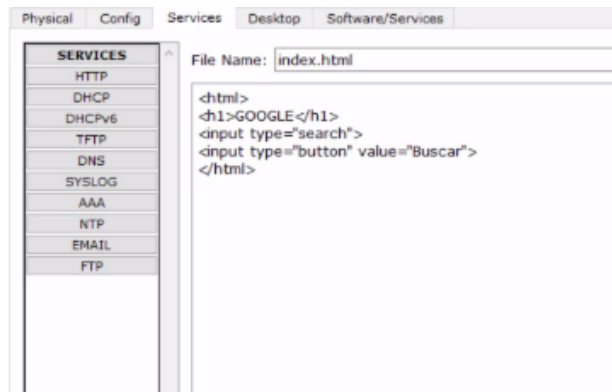 Physical Config Services Desktop Software/Services
SERVICES
HTTP
DHCP
DHCPv6
TFTP
DNS
SYSLOG
AAA
NTP
EMAIL
FTP
File Name: index.html
<html>
<h1>GOOGLE</h1>
<input type="search">
<input type="button" value="Buscar">
</html>